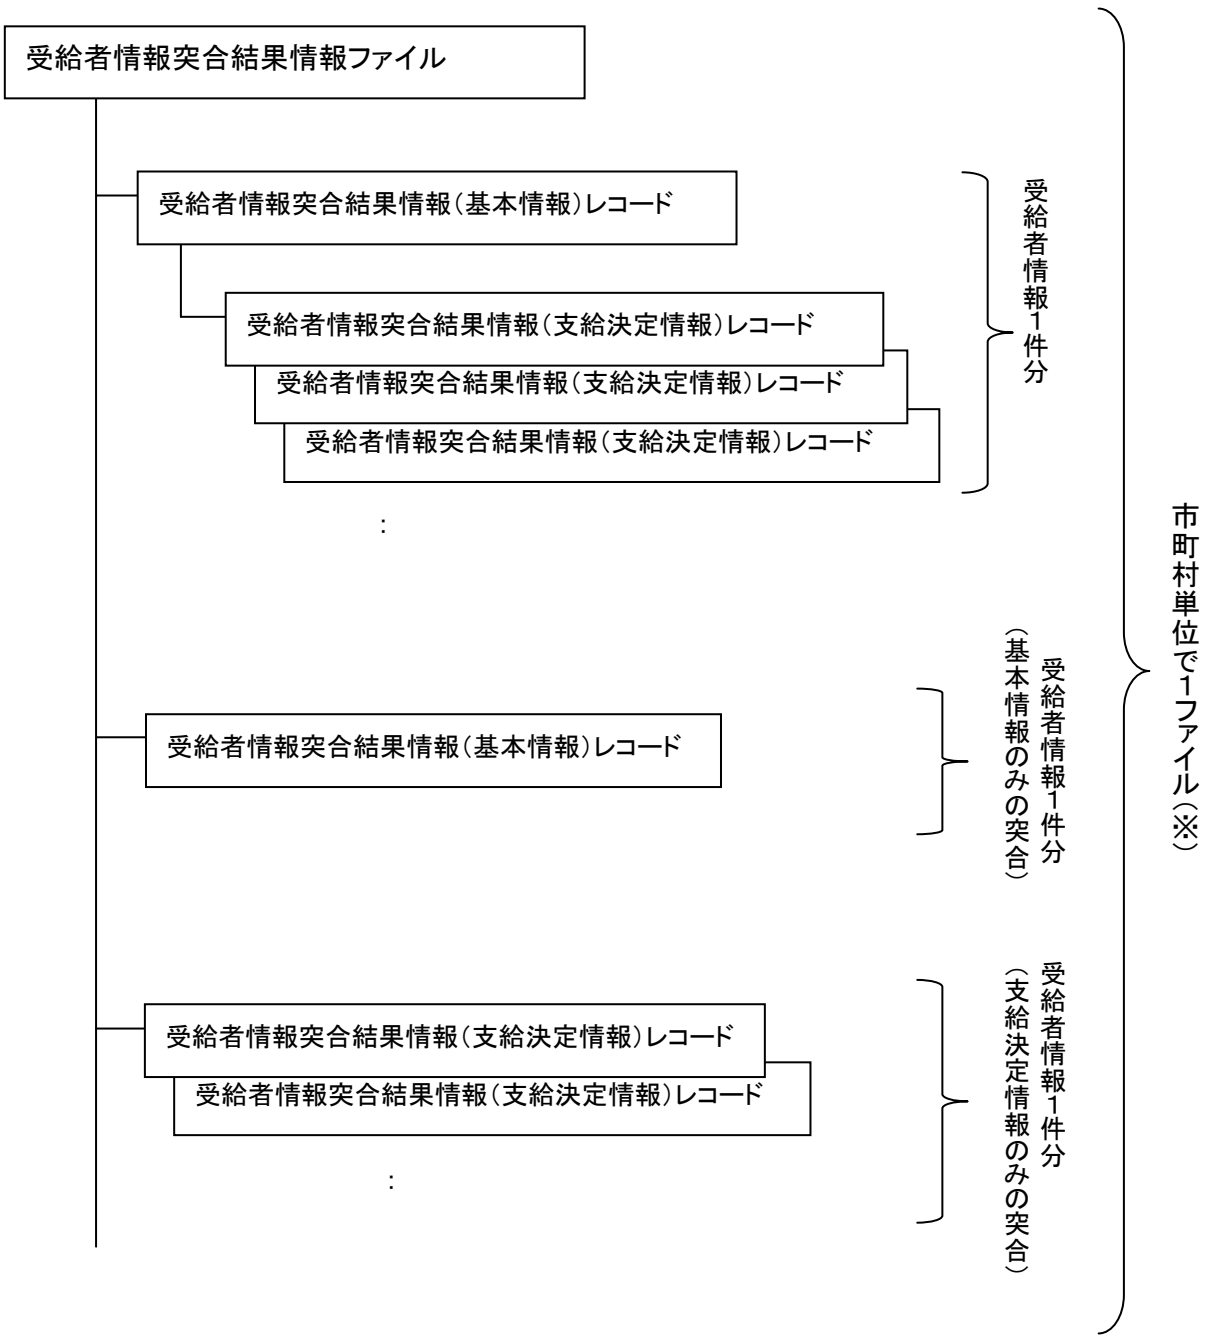 受給者情報突合結果情報ファイル
受給者情報突合結果情報（基本情報）レコード
受給者情報突合結果情報（支給決定情報）レコード
受給者情報突合結果情報（支給決定情報）レコード
受給者情報突合結果情報（支給決定情報）レコード
：
受給者情報１件分
受給者情報突合結果情報（基本情報）レコード
受給者情報１件分
（基本情報のみの突合）
受給者情報突合結果情報（支給決定情報）レコード
受給者情報突合結果情報（支給決定情報）レコード
：
受給者情報１件分
（支給決定情報のみの突合）
市町村単位で１ファイル（※）